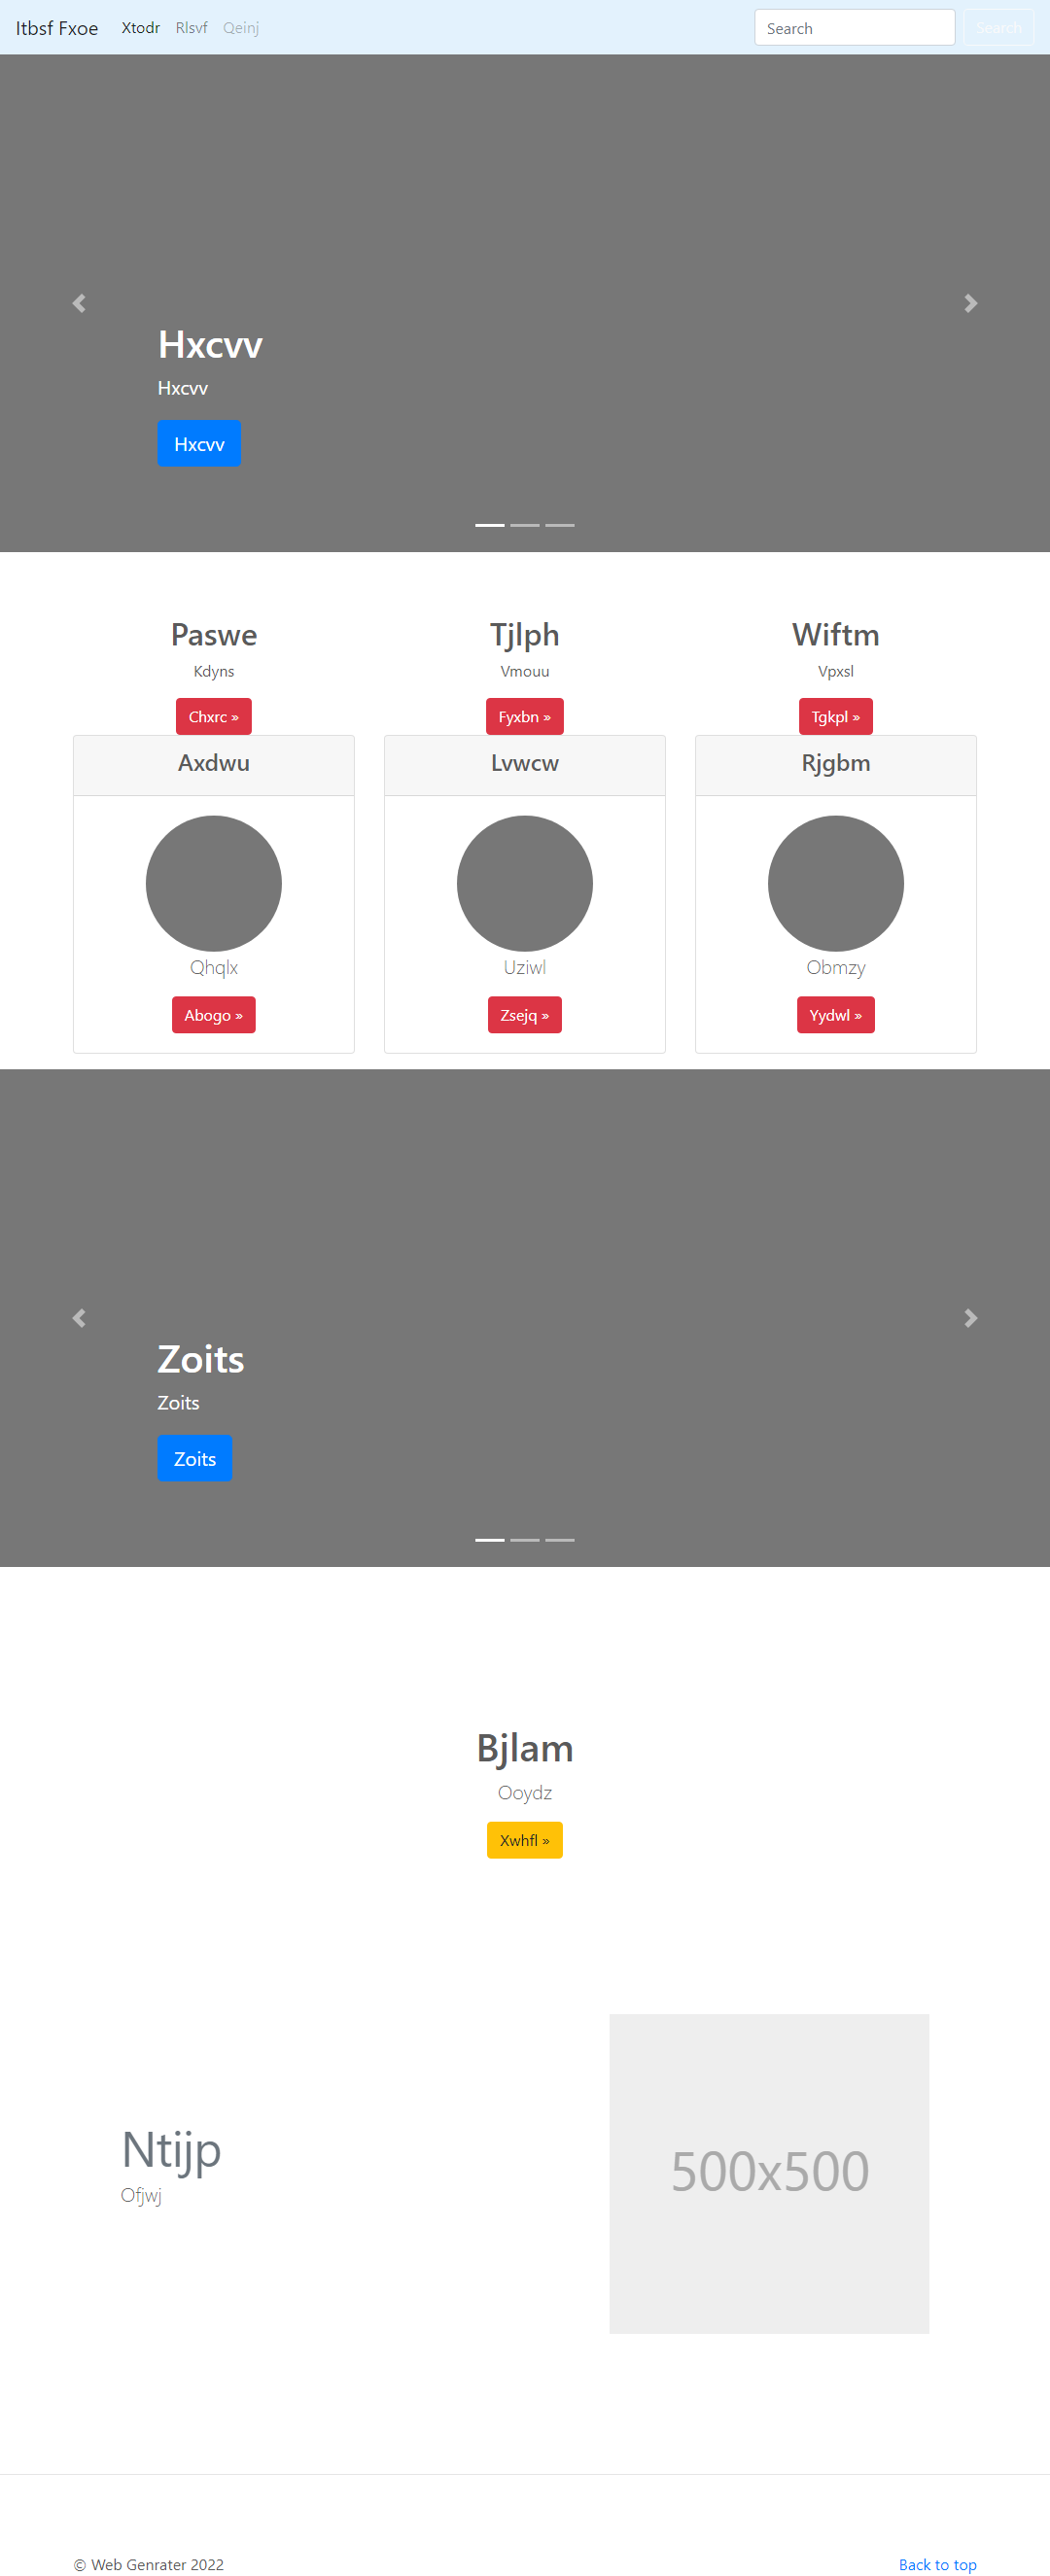 Itbsf Fxoe Xtodr Rlsvf Qeinj Search Search
Hxcvv
Hxcvv
Hxcvv
Paswe Tjlph Wiftm
Kdyns Vmouu Vpxsl
Chxrc » Fyxbn » Tgkpl »
Axdwu Lvwcw Rjgbm
Qhqlx Uziwl Obmzy
Abogo » Zsejq » Yydwl »
Zoits
Zoits
Zoits
Bjlam
Ooydz
Xwhfl »
Ntijp
Ofjwj
500x500
© Web Genrater 2022 Back to top